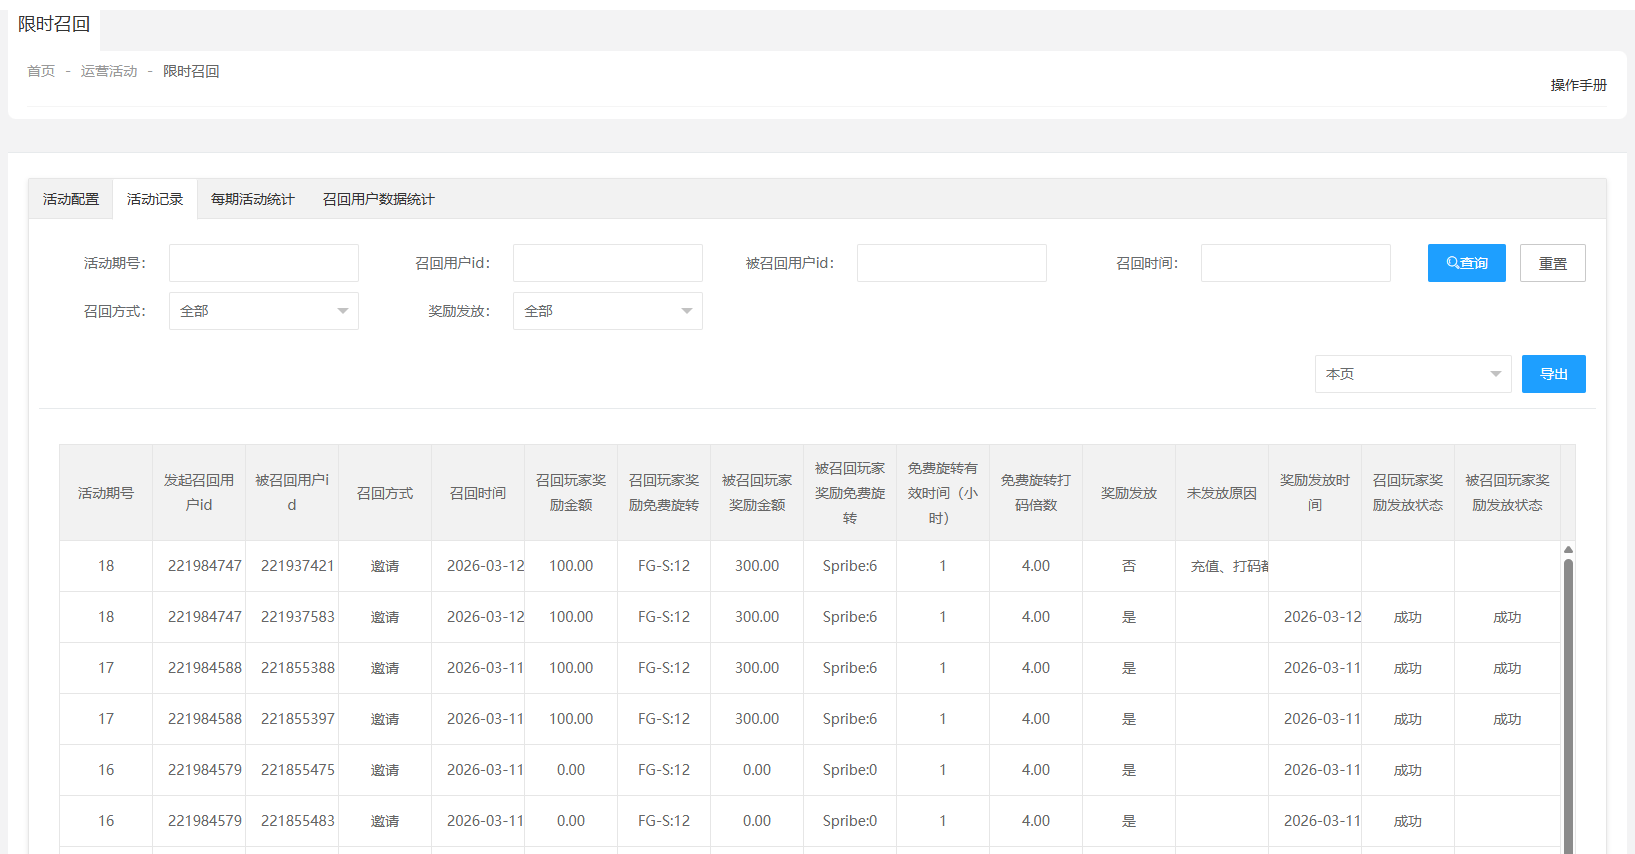 限时召回
首页 - 运营活动 - 限时召回
操作手册
活动配置 活动记录 每期活动统计 召回用户数据统计
活动期号： 召回用户id： 被召回用户id： 召回时间： 查询 重置
召回方式： 全部 奖励发放： 全部
本页 导出
活动期号 发起召回用户id 被召回用户id 召回方式 召回时间 召回玩家奖励金额 召回玩家奖励免费旋转 被召回玩家奖励金额 被召回玩家奖励免费旋转 免费旋转有效时间（小时） 免费旋转打码倍数 奖励发放 未发放原因 奖励发放时间 召回玩家奖励发放状态 被召回玩家奖励发放状态
18 221984747 221937421 邀请 2026-03-12 100.00 FG-S:12 300.00 Spribe:6 1 4.00 否 充值、打码都
18 221984747 221937583 邀请 2026-03-12 100.00 FG-S:12 300.00 Spribe:6 1 4.00 是 2026-03-12 成功 成功
17 221984588 221855388 邀请 2026-03-11 100.00 FG-S:12 300.00 Spribe:6 1 4.00 是 2026-03-11 成功 成功
17 221984588 221855397 邀请 2026-03-11 100.00 FG-S:12 300.00 Spribe:6 1 4.00 是 2026-03-11 成功 成功
16 221984579 221855475 邀请 2026-03-11 0.00 FG-S:12 0.00 Spribe:0 1 4.00 是 2026-03-11 成功
16 221984579 221855483 邀请 2026-03-11 0.00 FG-S:12 0.00 Spribe:0 1 4.00 是 2026-03-11 成功